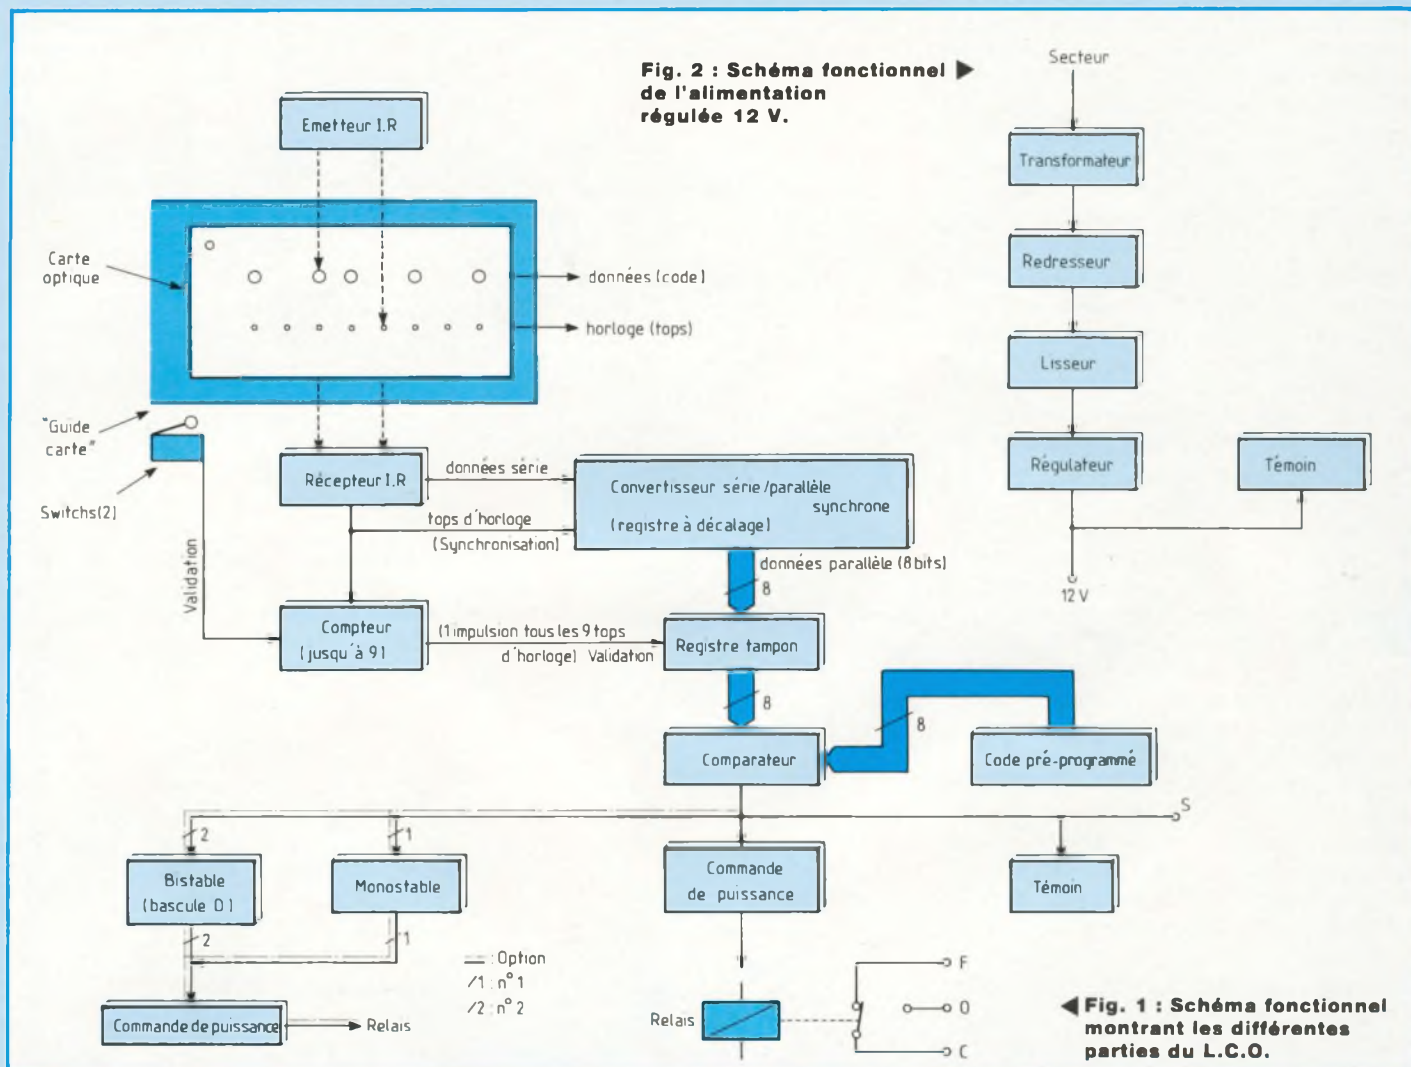 Fig. 2 : Schéma fonctionnel
de l'alimentation
régulée 12 V.
Secteur
Transformateur
Redresseur
Lisseur
Régulateur
Témoin
12 V
Emetteur I.R
Carte
optique
données (code)
horloge (tops)
"Guide
carte"
Switchs(2)
Validation
Récepteur I.R
données série
tops d'horloge
(Synchronisation)
Convertisseur série/parallèle
synchrone
(registre à décalage)
données parallèle (8 bits)
8
Compteur
(jusqu'à 9)
(1 impulsion tous les 9 tops
d'horloge) Validation
Registre tampon
8
8
Comparateur
Code pré-programmé
S
2
1
Bistable
(bascule D)
Monostable
Commande
de puissance
Témoin
2
1
: Option
/1 : n° 1
/2 : n° 2
Commande de puissance
Relais
Relais
F
O
C
Fig. 1 : Schéma fonctionnel
montrant les différentes
parties du L.C.O.